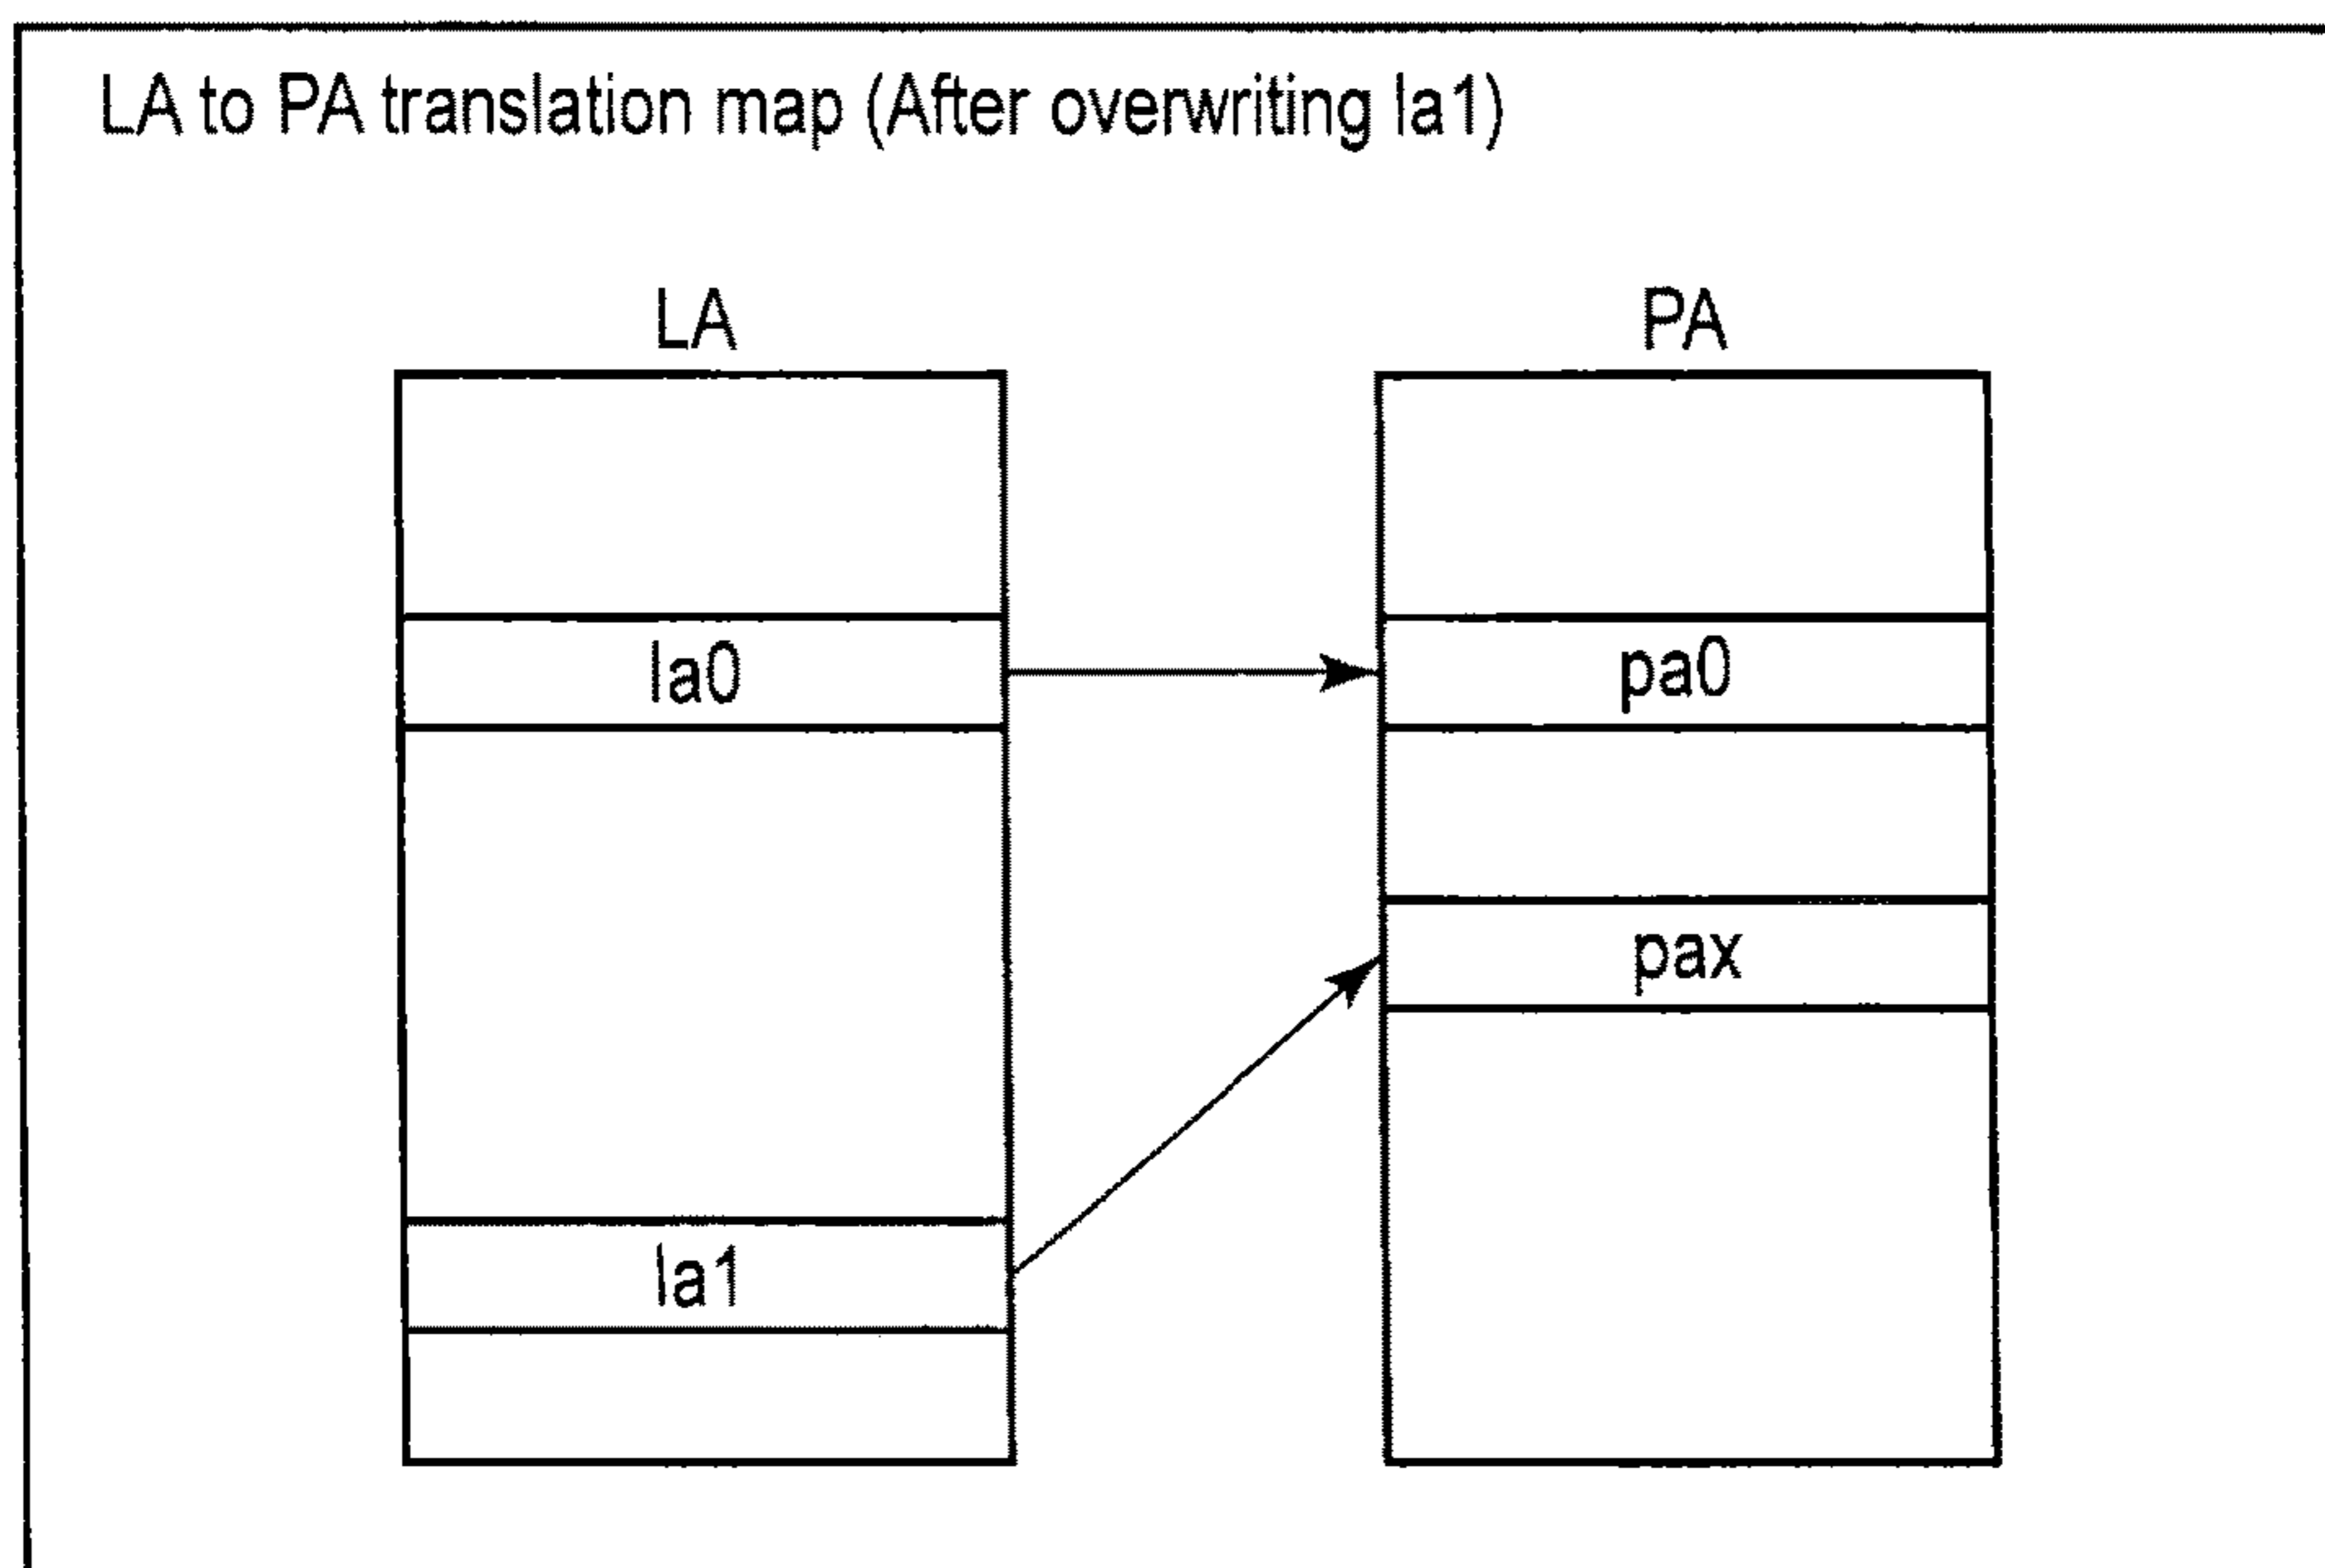 LA to PA translation map (After overwriting la1)
LA
PA
la0
pa0
pax
la1